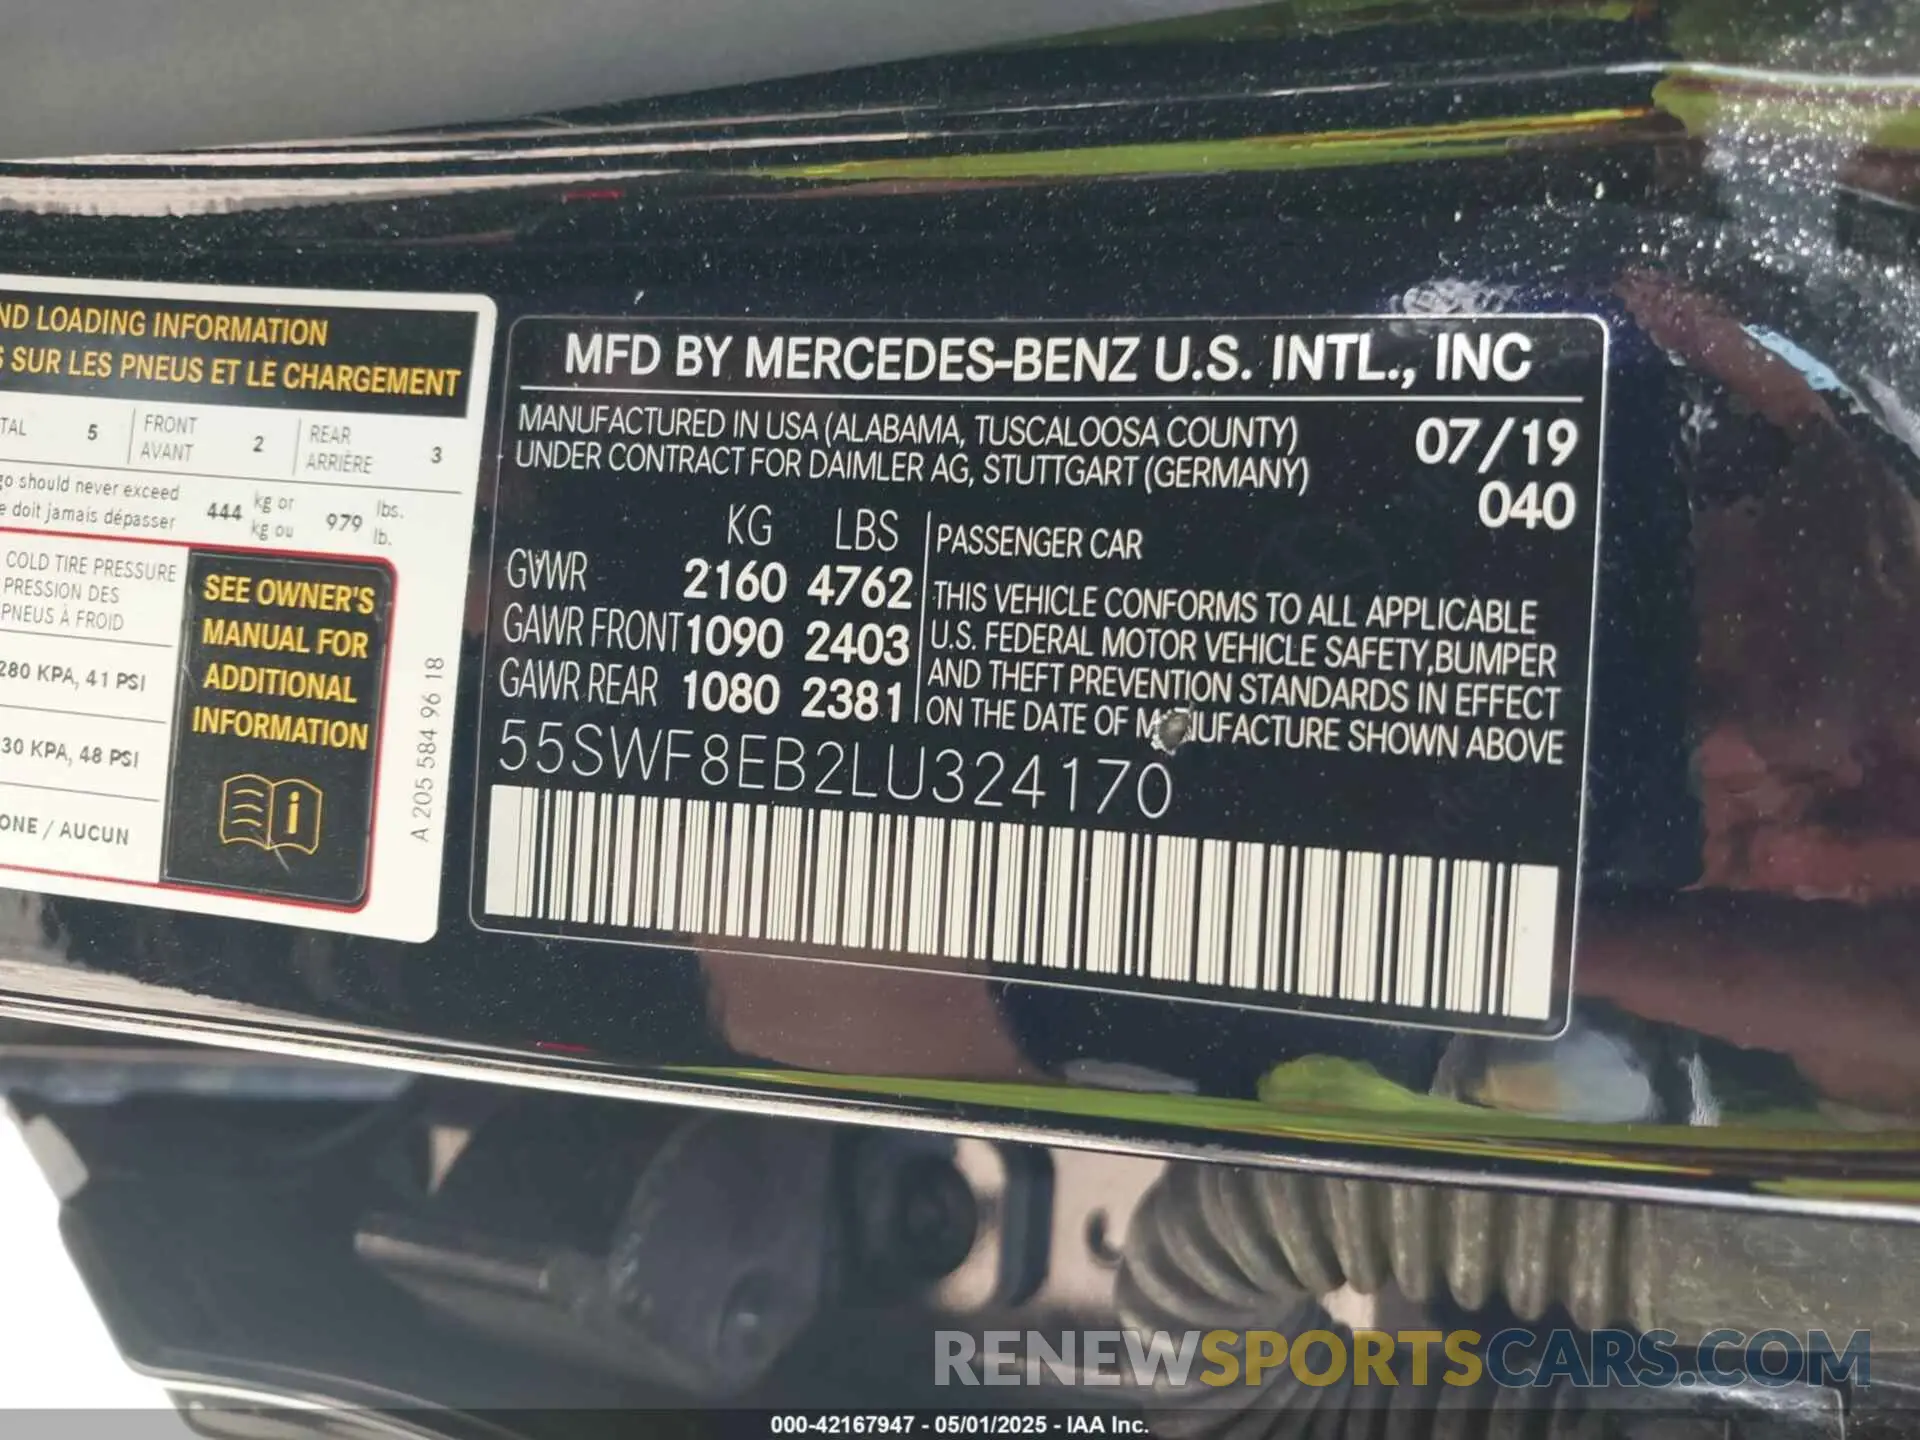 ND LOADING INFORMATION
SUR LES PNEUS ET LE CHARGEMENT
TAL 5 FRONT AVANT 2 REAR ARRIÈRE 3
go should never exceed
e doit jamais dépasser
444 kg or kg ou 979 lbs. lb.
COLD TIRE PRESSURE
PRESSION DES
PNEUS À FROID
280 KPA, 41 PSI
30 KPA, 48 PSI
ONE / AUCUN
SEE OWNER'S
MANUAL FOR
ADDITIONAL
INFORMATION
A 205 584 96 18
MFD BY MERCEDES-BENZ U.S. INTL., INC
MANUFACTURED IN USA (ALABAMA, TUSCALOOSA COUNTY)
UNDER CONTRACT FOR DAIMLER AG, STUTTGART (GERMANY)
07/19
040
KG LBS
GVWR 2160 4762
GAWR FRONT 1090 2403
GAWR REAR 1080 2381
PASSENGER CAR
THIS VEHICLE CONFORMS TO ALL APPLICABLE
U.S. FEDERAL MOTOR VEHICLE SAFETY,BUMPER
AND THEFT PREVENTION STANDARDS IN EFFECT
ON THE DATE OF MANUFACTURE SHOWN ABOVE
55SWF8EB2LU324170
RENEWSPORTSCARS.COM
000-42167947 - 05/01/2025 - IAA Inc.